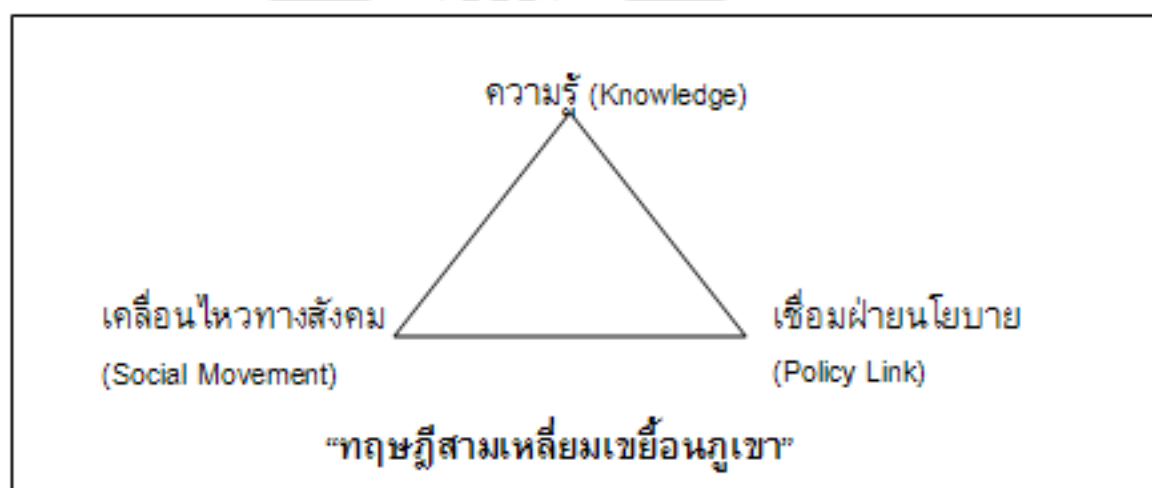 ความรู้ (Knowledge)
เคลื่อนไหวทางสังคม
(Social Movement)
เชื่อมฝ่ายนโยบาย
(Policy Link)
“ทฤษฎีสามเหลี่ยมเขยื้อนภูเขา”